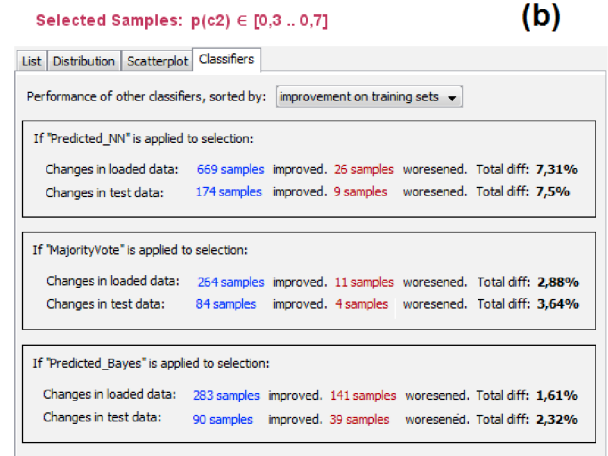 Selected Samples: p(c2) ∈ [0,3 .. 0,7]
(b)
List Distribution Scatterplot Classifiers
Performance of other classifiers, sorted by: improvement on training sets
If "Predicted_NN" is applied to selection:
Changes in loaded data: 669 samples improved. 26 samples woresened. Total diff: 7,31%
Changes in test data: 174 samples improved. 9 samples woresened. Total diff: 7,5%
If "MajorityVote" is applied to selection:
Changes in loaded data: 264 samples improved. 11 samples woresened. Total diff: 2,88%
Changes in test data: 84 samples improved. 4 samples woresened. Total diff: 3,64%
If "Predicted_Bayes" is applied to selection:
Changes in loaded data: 283 samples improved. 141 samples woresened. Total diff: 1,61%
Changes in test data: 90 samples improved. 39 samples woresened. Total diff: 2,32%